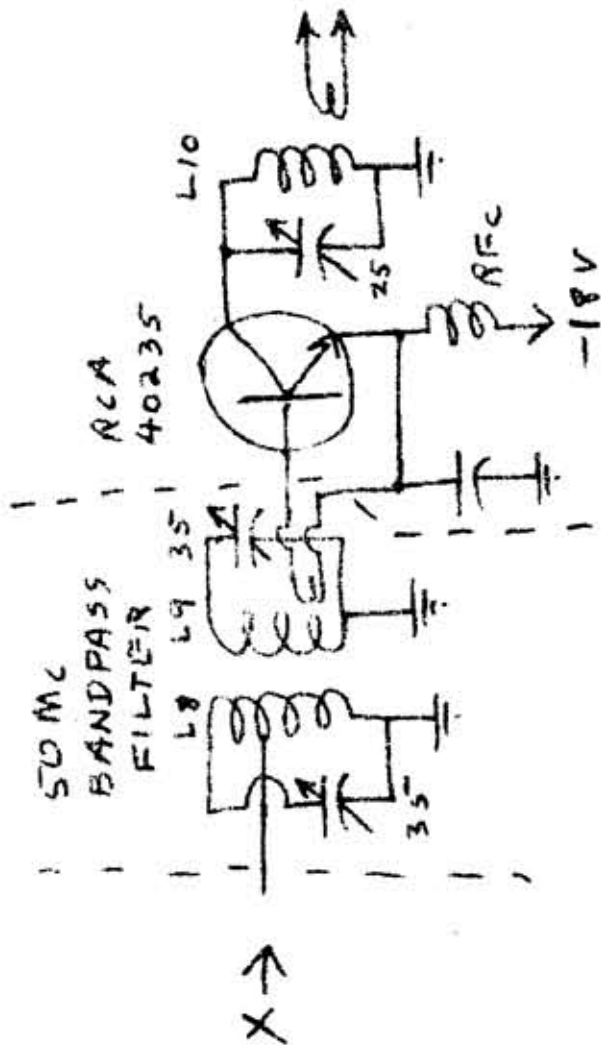 50 MC
BANDPASS
FILTER
RCA
40235
L8
L9
35
L10
X
35
25
RFC
-18V